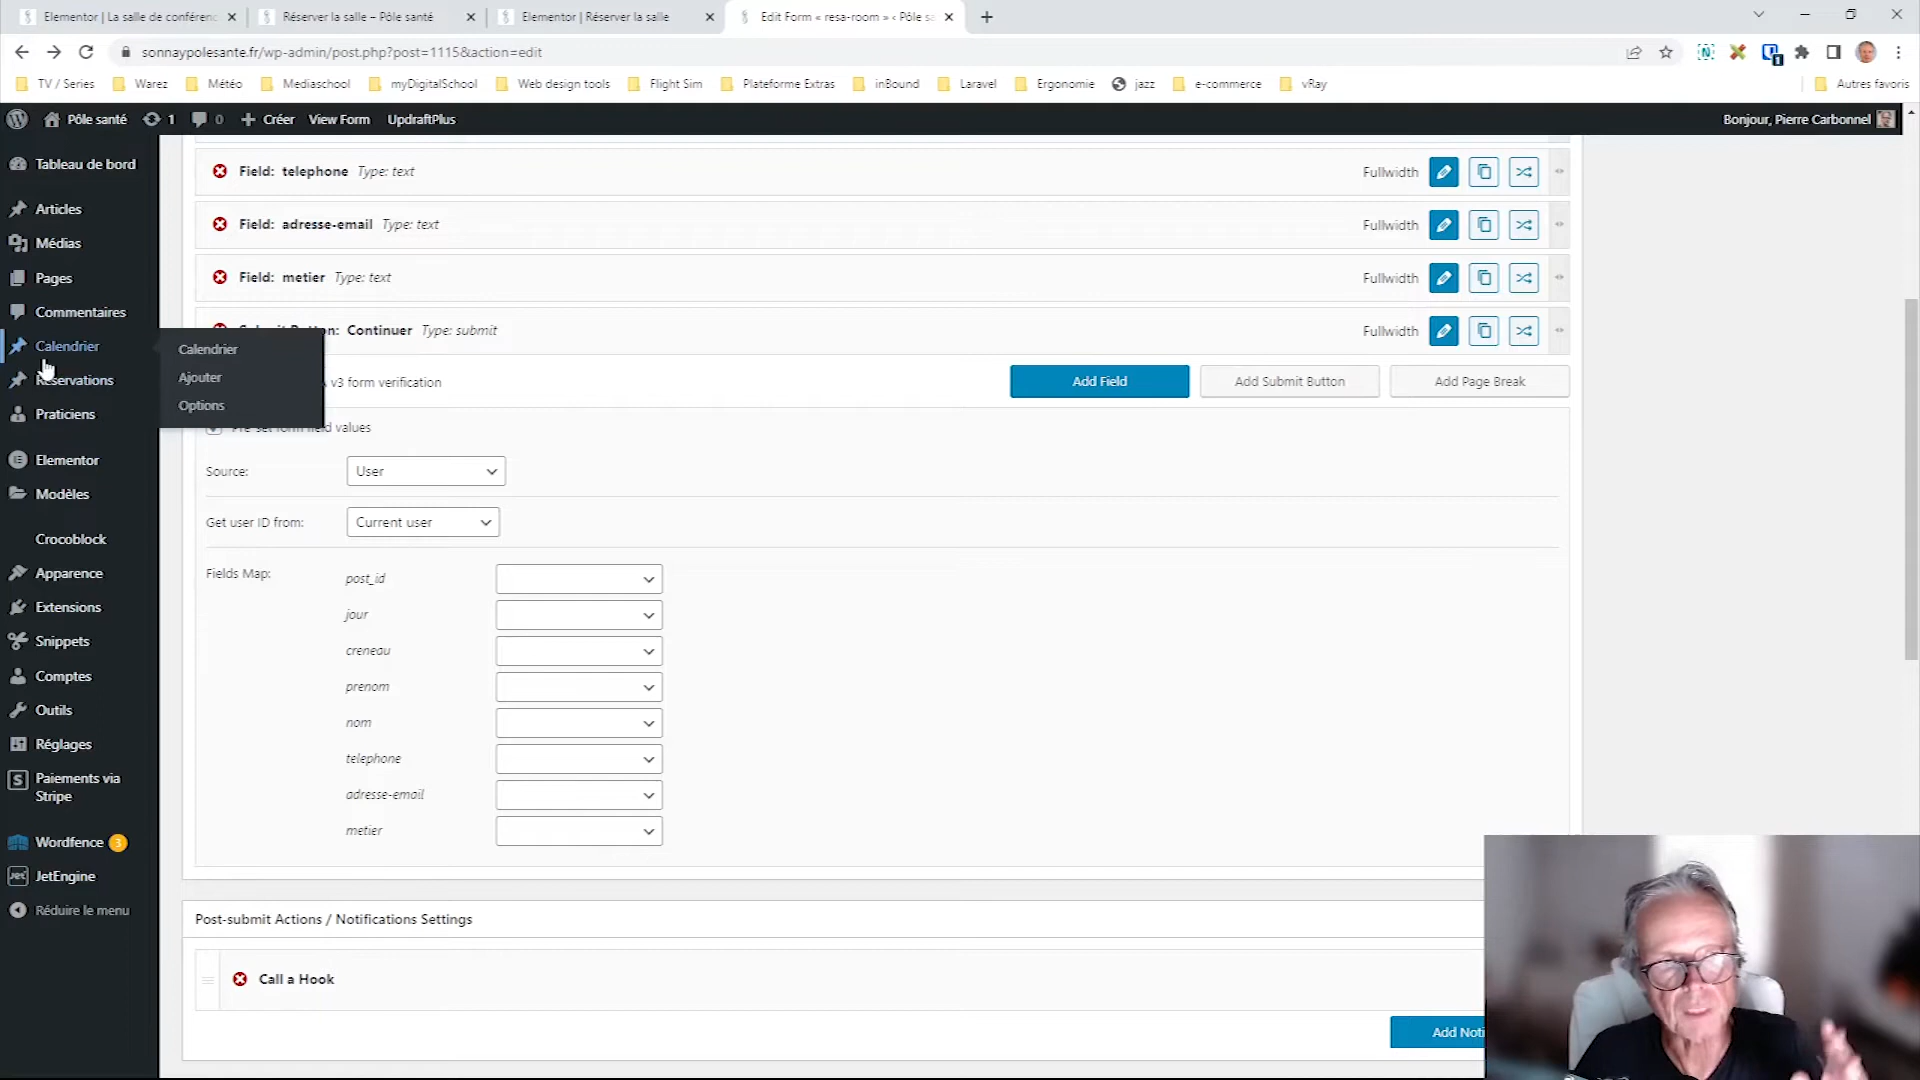 Elementor | La salle de conférenc
Réserver la salle – Pôle santé
Elementor | Réserver la salle
Edit Form « resa-room » ‹ Pôle sa
sonnaypolesante.fr/wp-admin/post.php?post=1115&action=edit
TV / Series
Warez
Météo
Mediaschool
myDigitalSchool
Web design tools
Flight Sim
Plateforme Extras
inBound
Laravel
Ergonomie
jazz
e-commerce
vRay
Autres favoris
Pôle santé
1
0
Créer
View Form
UpdraftPlus
Bonjour, Pierre Carbonnel
Tableau de bord
Articles
Médias
Pages
Commentaires
Calendrier
Réservations
Praticiens
Elementor
Modèles
Crocoblock
Apparence
Extensions
Snippets
Comptes
Outils
Réglages
Paiements via
Stripe
Wordfence 3
JetEngine
Réduire le menu
Calendrier
Ajouter
Options
Field: telephone Type: text
Fullwidth
Field: adresse-email Type: text
Fullwidth
Field: metier Type: text
Fullwidth
Continuer Type: submit
Fullwidth
v3 form verification
Add Field
Add Submit Button
Add Page Break
Pre-set form field values
Source:
User
Get user ID from:
Current user
Fields Map:
post_id
jour
creneau
prenom
nom
telephone
adresse-email
metier
Post-submit Actions / Notifications Settings
Call a Hook
Add Noti